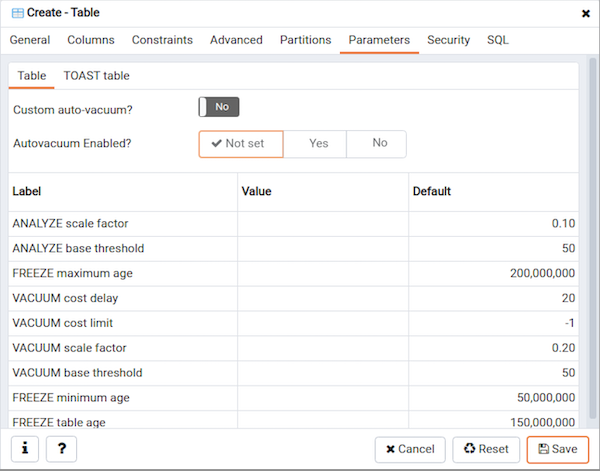 Create - Table
General Columns Constraints Advanced Partitions Parameters Security SQL
Table TOAST table
Custom auto-vacuum? No
Autovacuum Enabled? Not set Yes No
Label Value Default
ANALYZE scale factor 0.10
ANALYZE base threshold 50
FREEZE maximum age 200,000,000
VACUUM cost delay 20
VACUUM cost limit -1
VACUUM scale factor 0.20
VACUUM base threshold 50
FREEZE minimum age 50,000,000
FREEZE table age 150,000,000
i ? Cancel Reset Save